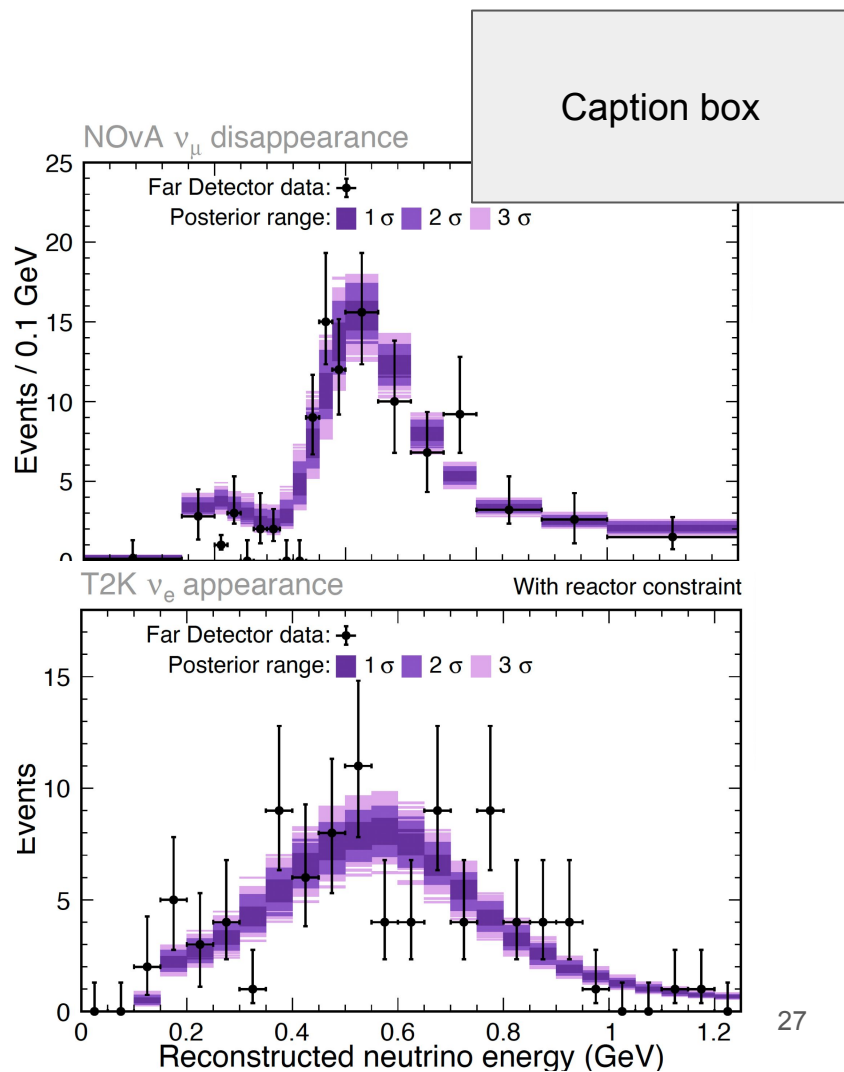 Caption box
NOvA νμ disappearance
25
Far Detector data:
Posterior range: 1 σ 2 σ 3 σ
20
15
10
5
0
Events / 0.1 GeV
T2K νe appearance With reactor constraint
Far Detector data:
Posterior range: 1 σ 2 σ 3 σ
15
10
5
0
Events
0 0.2 0.4 0.6 0.8 1 1.2
Reconstructed neutrino energy (GeV)
27